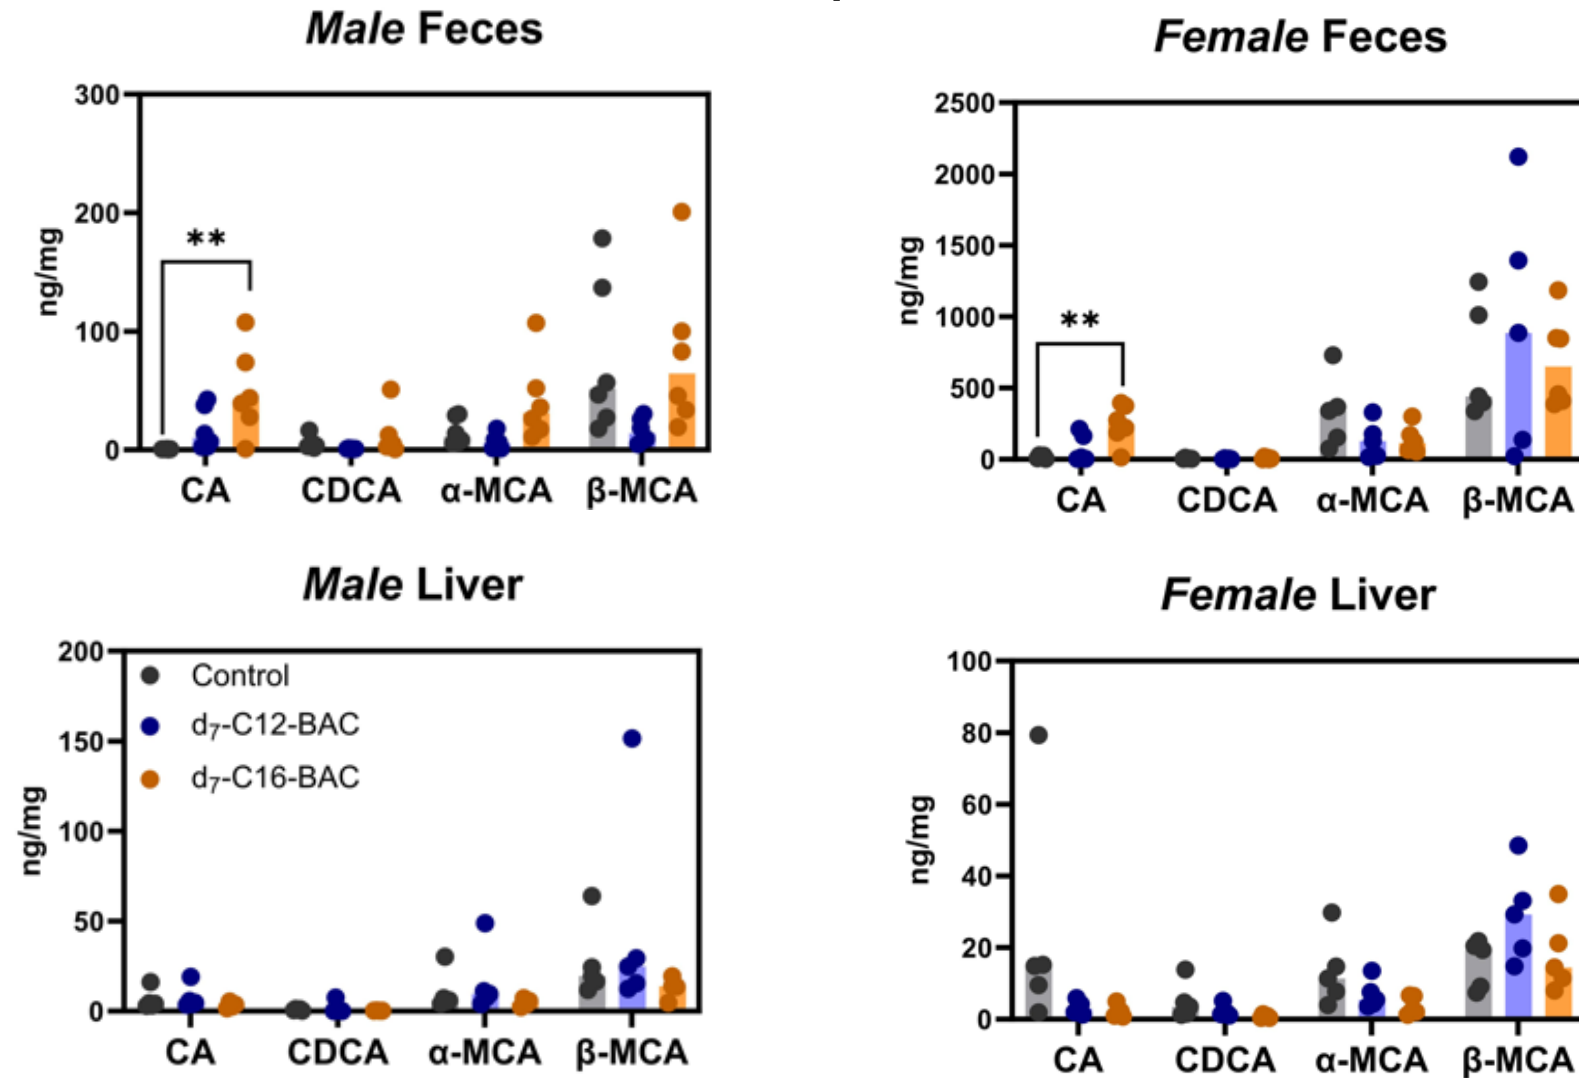 Male Feces
ng/mg
300
200
100
0
**
CA
CDCA
α-MCA
β-MCA
Female Feces
ng/mg
2500
2000
1500
1000
500
0
**
CA
CDCA
α-MCA
β-MCA
Male Liver
ng/mg
200
150
100
50
0
Control
d₇-C12-BAC
d₇-C16-BAC
CA
CDCA
α-MCA
β-MCA
Female Liver
ng/mg
100
80
60
40
20
0
CA
CDCA
α-MCA
β-MCA